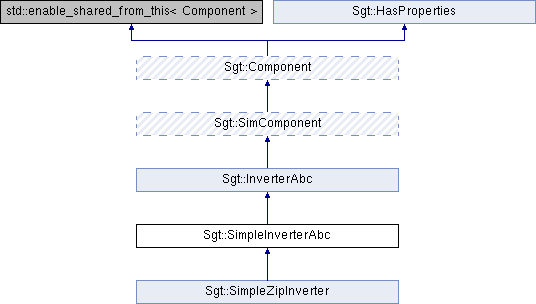 std::enable_shared_from_this< Component >
Sgt::HasProperties
Sgt::Component
Sgt::SimComponent
Sgt::InverterAbc
Sgt::SimpleInverterAbc
Sgt::SimpleZipInverter